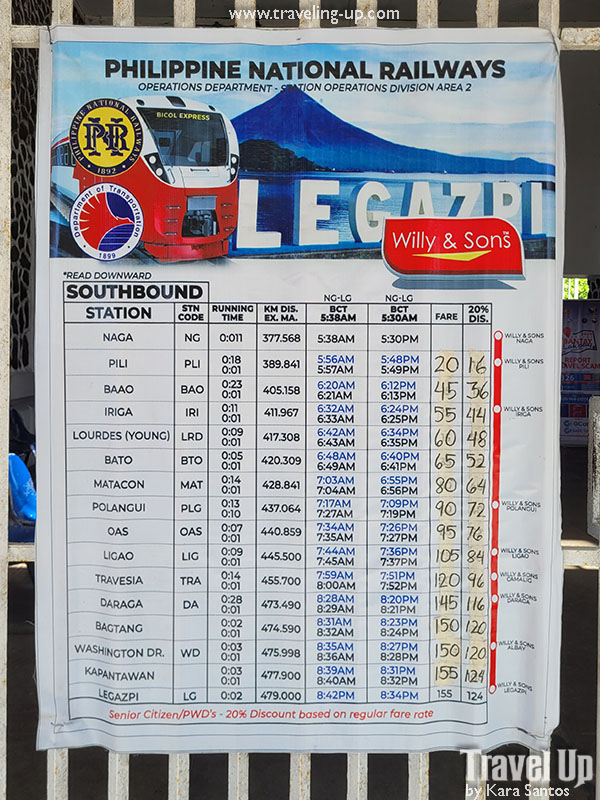 www.traveling-up.com
PHILIPPINE NATIONAL RAILWAYS
OPERATIONS DEPARTMENT - STATION OPERATIONS DIVISION AREA 2
BICOL EXPRESS
PHILIPPINE NATIONAL RAILWAYS
PNR
1892
Department of Transportation
1899
LEGAZPI
Willy & Sons™
*READ DOWNWARD
SOUTHBOUND NG-LG NG-LG
STATION STN CODE RUNNING TIME KM DIS. EX. MA. BCT 5:38AM BCT 5:30AM FARE 20% DIS.
NAGA NG 0:011 377.568 5:38AM 5:30PM WILLY & SONS NAGA
PILI PLI 0:18 0:01 389.841 5:56AM 5:57AM 5:48PM 5:49PM 20 16 WILLY & SONS PILI
BAAO BAO 0:23 0:01 405.158 6:20AM 6:21AM 6:12PM 6:13PM 45 36
IRIGA IRI 0:11 0:01 411.967 6:32AM 6:33AM 6:24PM 6:25PM 55 44 WILLY & SONS IRIGA
LOURDES (YOUNG) LRD 0:09 0:01 417.308 6:42AM 6:43AM 6:34PM 6:35PM 60 48
BATO BTO 0:05 0:01 420.309 6:48AM 6:49AM 6:40PM 6:41PM 65 52
MATACON MAT 0:14 0:01 428.841 7:03AM 7:04AM 6:55PM 6:56PM 80 64
POLANGUI PLG 0:13 0:10 437.064 7:17AM 7:27AM 7:09PM 7:19PM 90 72 WILLY & SONS POLANGUI
OAS OAS 0:07 0:01 440.859 7:34AM 7:35AM 7:26PM 7:27PM 95 76
LIGAO LIG 0:09 0:01 445.500 7:44AM 7:45AM 7:36PM 7:37PM 105 84 WILLY & SONS LIGAO
TRAVESIA TRA 0:14 0:01 455.700 7:59AM 8:00AM 7:51PM 7:52PM 120 96 WILLY & SONS CAMALIG
DARAGA DA 0:28 0:01 473.490 8:28AM 8:29AM 8:20PM 8:21PM 145 116 WILLY & SONS DARAGA
BAGTANG 0:02 0:01 474.590 8:31AM 8:32AM 8:23PM 8:24PM 150 120
WASHINGTON DR. WD 0:03 0:01 475.998 8:35AM 8:36AM 8:27PM 8:28PM 150 120 WILLY & SONS ALBAY
KAPANTAWAN 0:03 0:01 477.900 8:39AM 8:40AM 8:31PM 8:32PM 155 124
LEGAZPI LG 0:02 479.000 8:42PM 8:34PM 155 124 WILLY & SONS LEGAZPI
Senior Citizen/PWD's - 20% Discount based on regular fare rate
REPORT
Travel Up
by Kara Santos